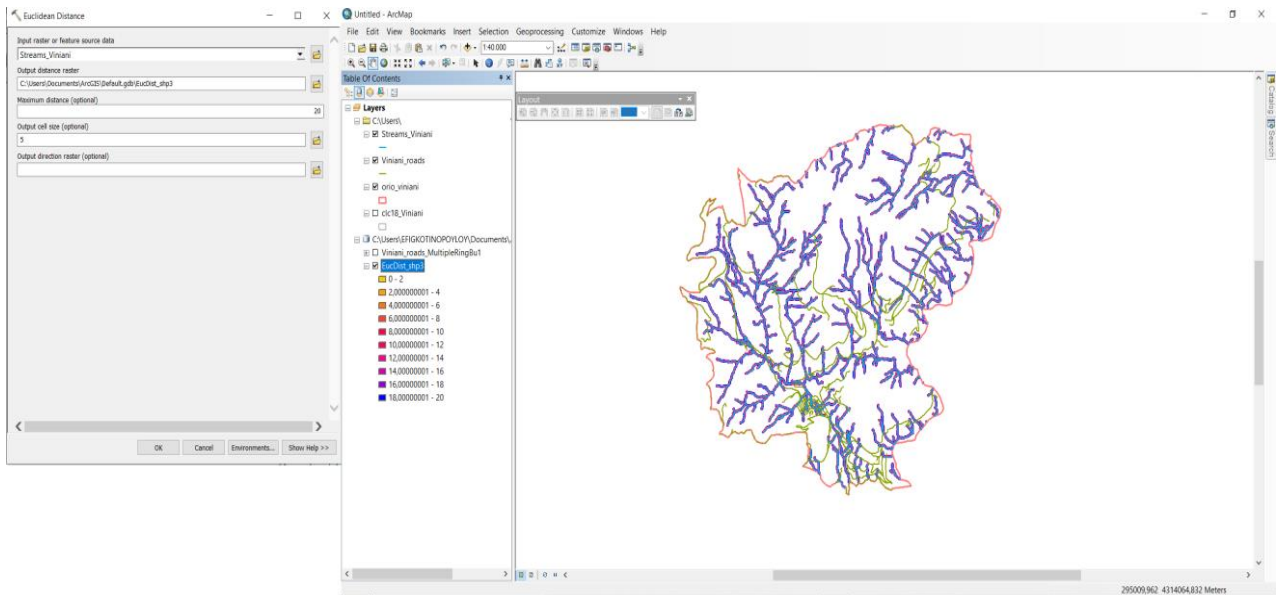 Euclidean Distance
Input raster or feature source data
Streams_Viniani
Output distance raster
C:\Users\Documents\ArcGIS\Default.gdb\EucDist_shp3
Maximum distance (optional)
20
Output cell size (optional)
5
Output direction raster (optional)
OK Cancel Environments... Show Help >>
Untitled - ArcMap
File Edit View Bookmarks Insert Selection Geoprocessing Customize Windows Help
1:40.000
Table Of Contents
Layers
C:\Users\
Streams_Viniani
Viniani_roads
orio_viniani
clc18_Viniani
C:\Users\EFIGKOTINOPOYLOY\Documents\
Viniani_roads_MultipleRingBu1
EucDist_shp3
0 - 2
2,000000001 - 4
4,000000001 - 6
6,000000001 - 8
8,000000001 - 10
10,00000001 - 12
12,00000001 - 14
14,00000001 - 16
16,00000001 - 18
18,00000001 - 20
Layout
Catalog
Search
295009,962 4314064,832 Meters